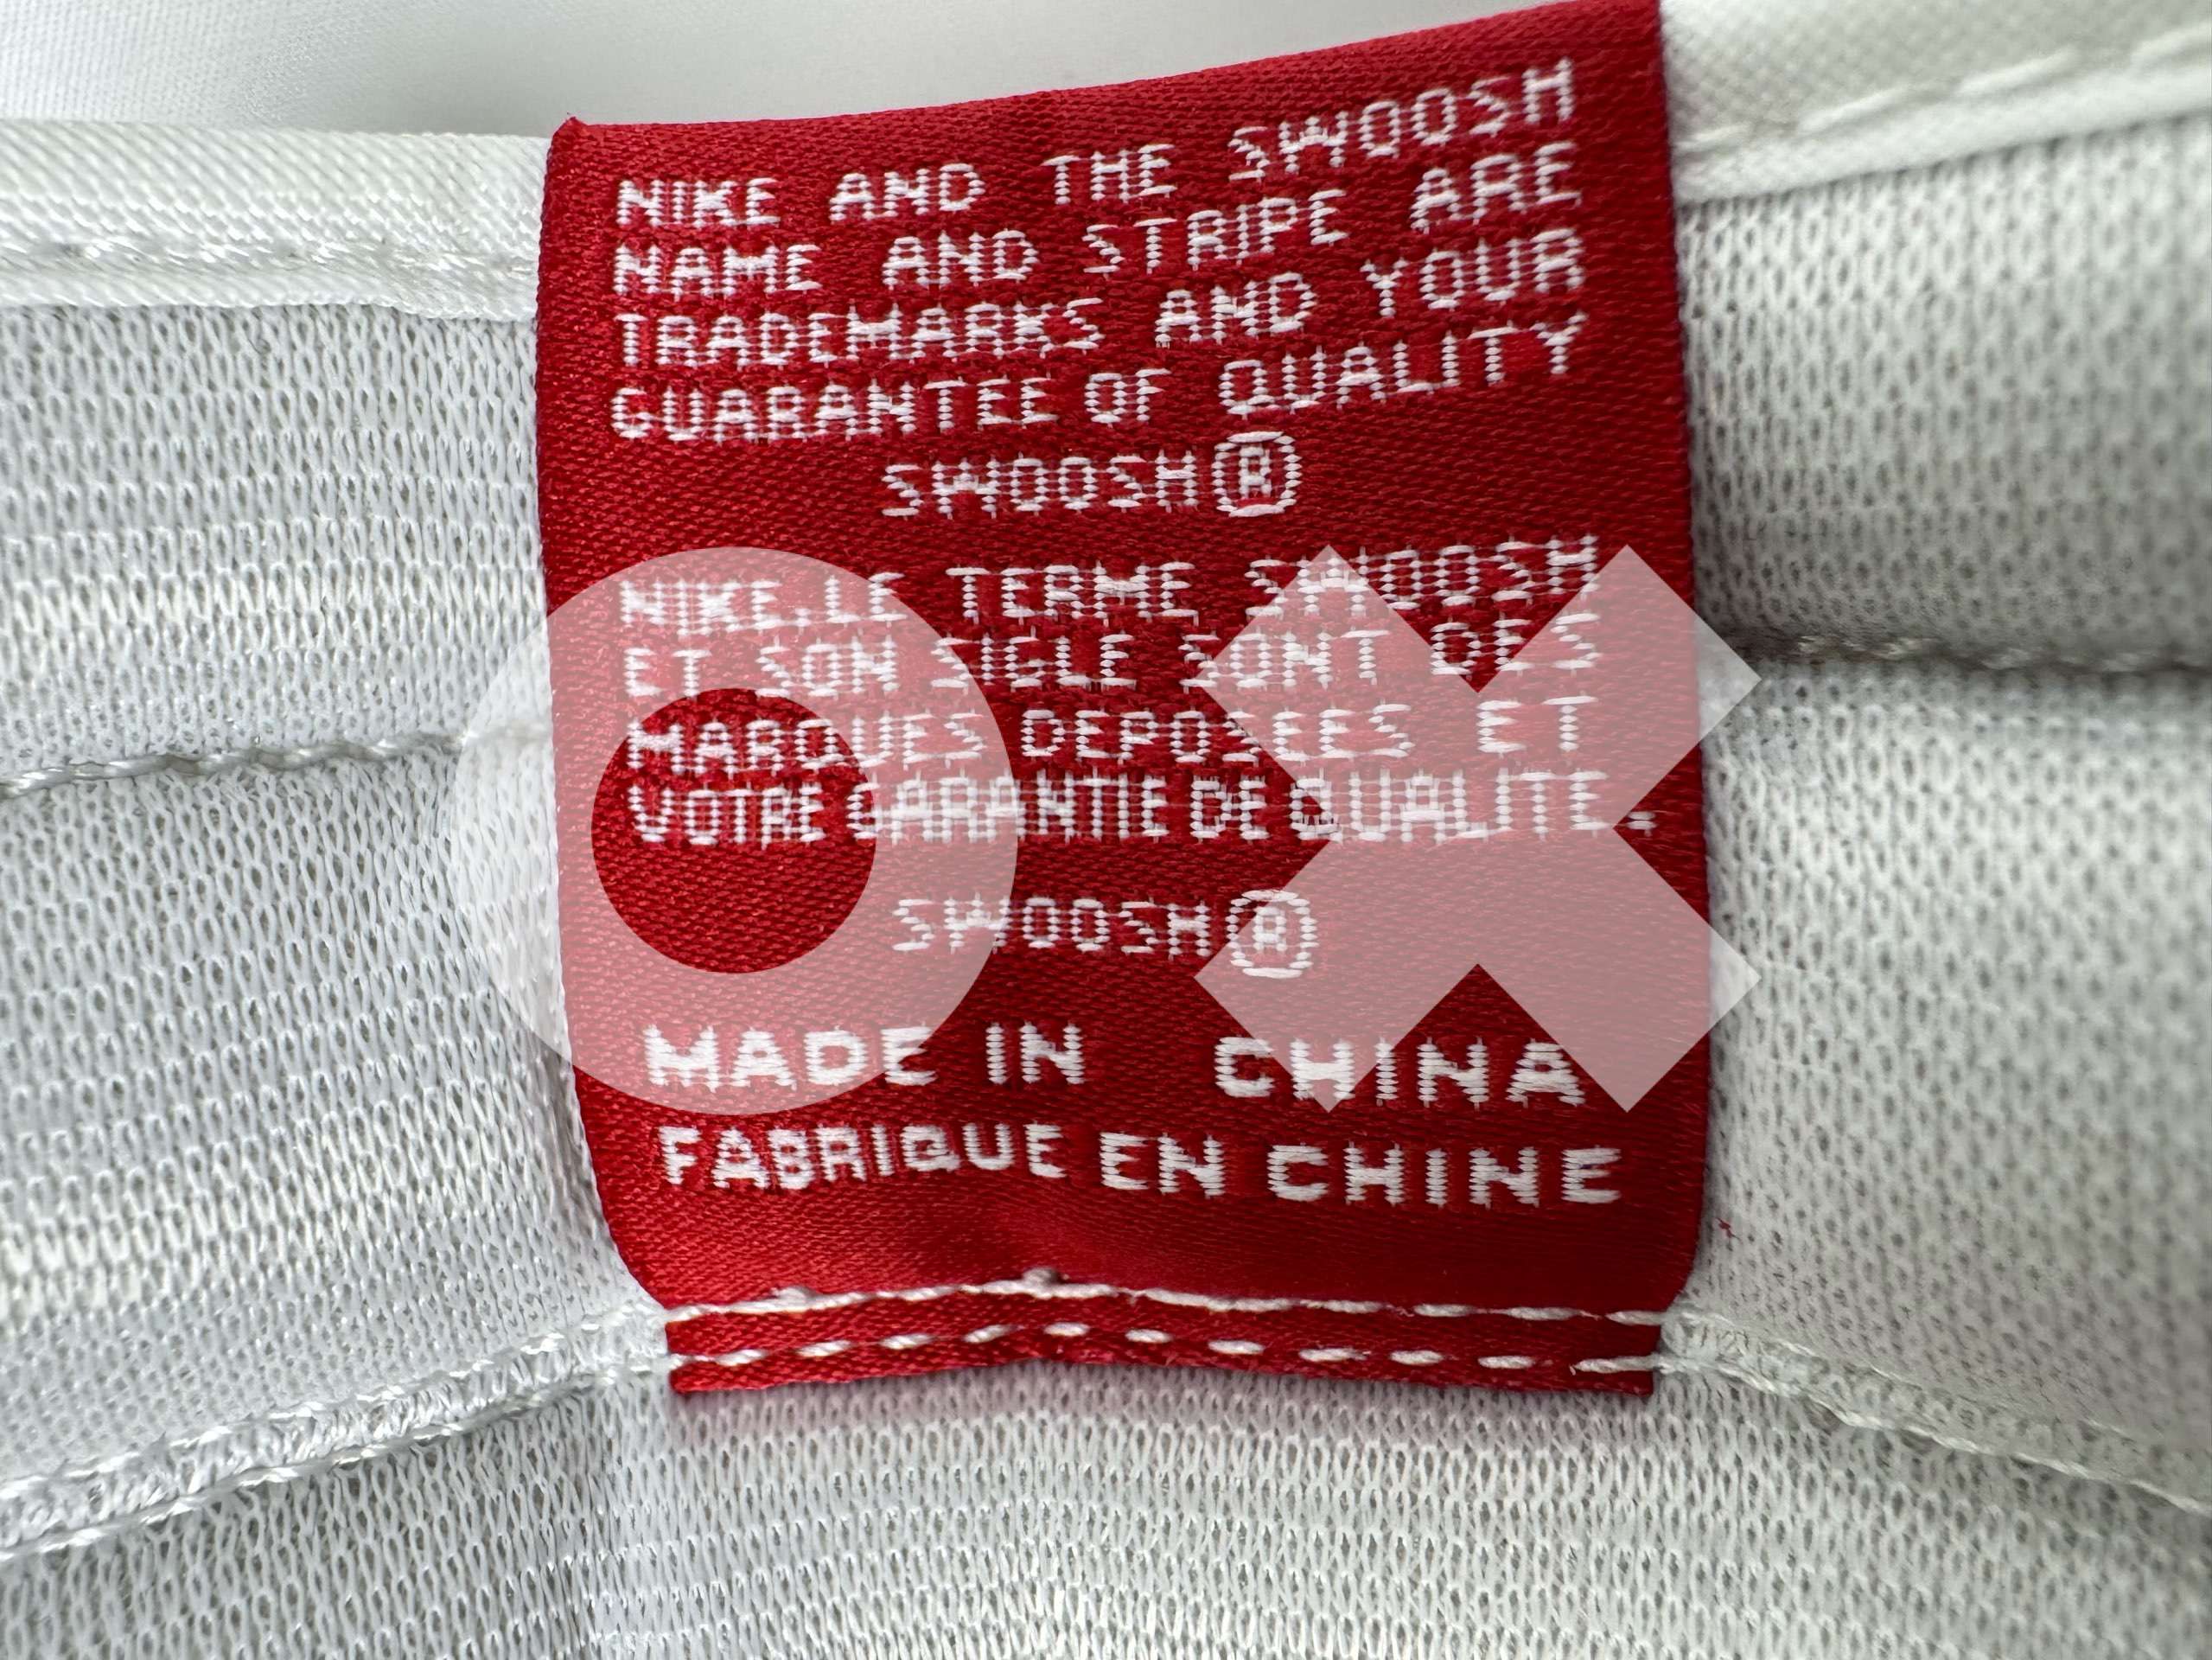 NIKE AND THE SWOOSH
NAME AND STRIPE ARE
TRADEMARKS AND YOUR
GUARANTEE OF QUALITY
SWOOSH®
NIKE,LE TERME SWOOSH
ET SON SIGLE SONT DES
MARQUES DEPOSEES ET
VOTRE GARANTIE DE QUALITE.
SWOOSH®
MADE IN CHINA
FABRIQUE EN CHINE
OX